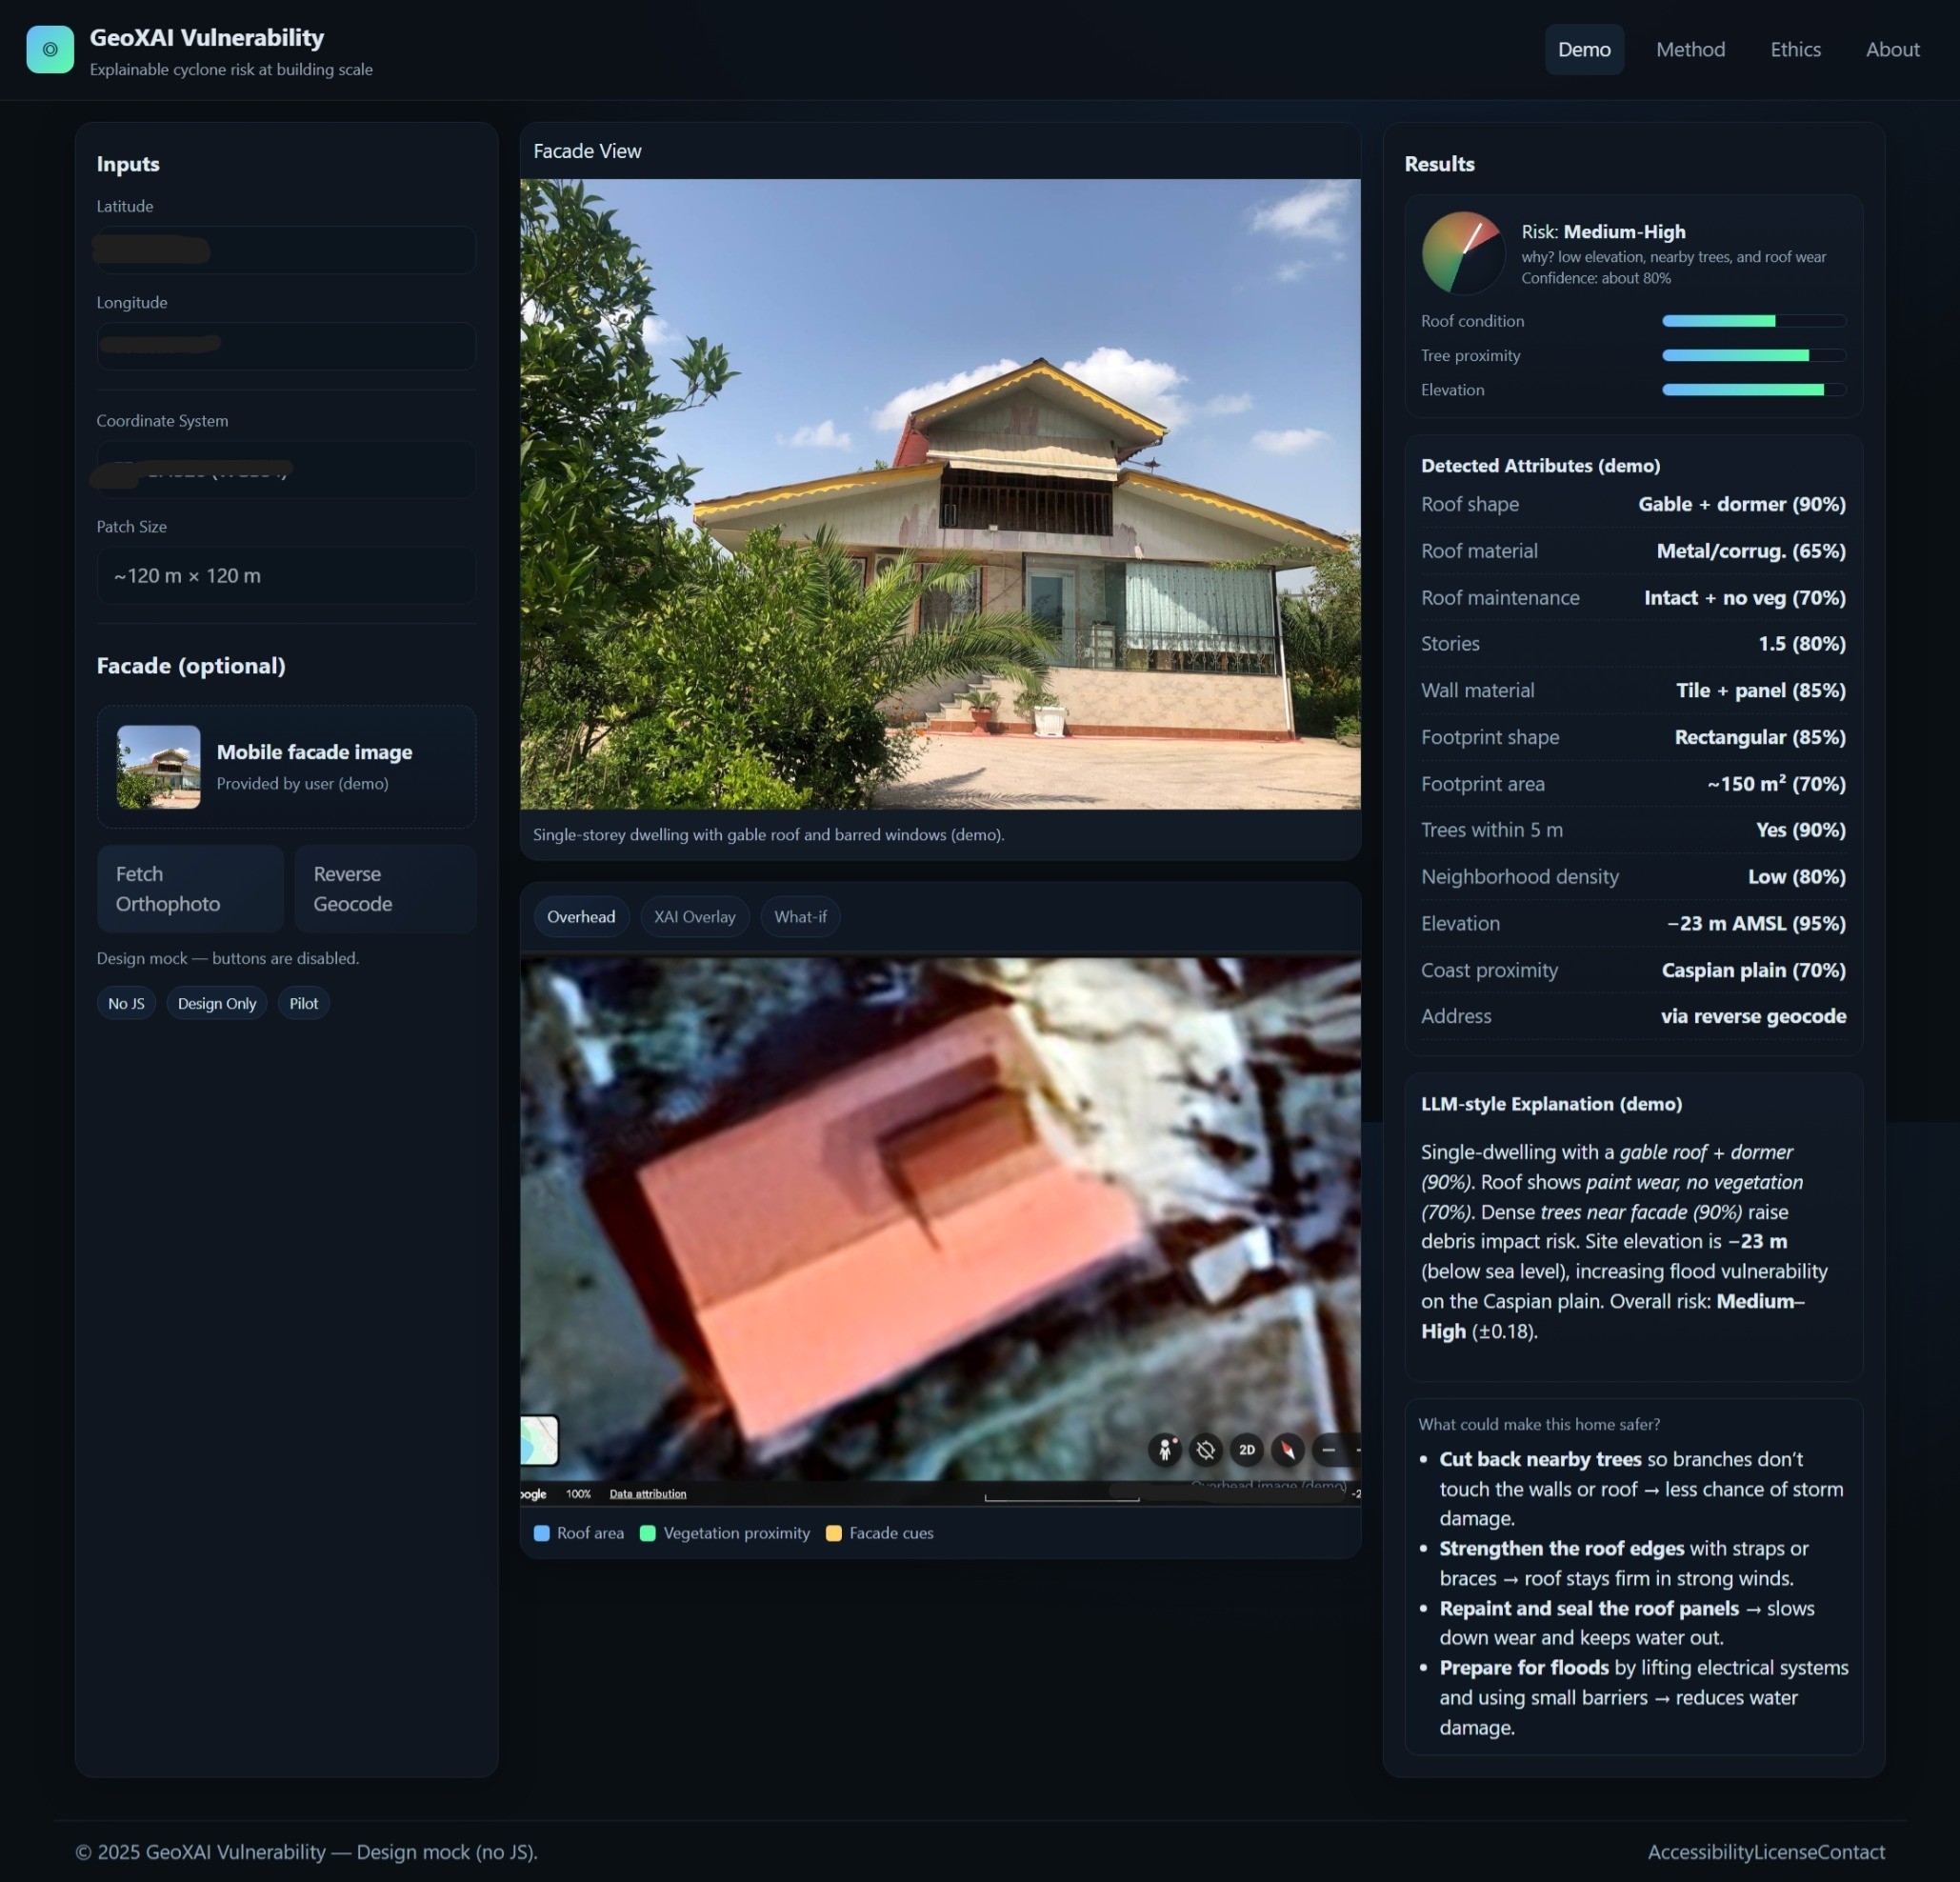 GeoXAI Vulnerability
Explainable cyclone risk at building scale
Demo
Method
Ethics
About
Inputs
Latitude
Longitude
Coordinate System
Patch Size
~120 m × 120 m
Facade (optional)
Mobile facade image
Provided by user (demo)
Fetch
Orthophoto
Reverse
Geocode
Design mock — buttons are disabled.
No JS
Design Only
Pilot
Facade View
Single-storey dwelling with gable roof and barred windows (demo).
Overhead
XAI Overlay
What-if
2D
oogle
100%
Data attribution
Overhead image (demo)
Roof area
Vegetation proximity
Facade cues
Results
Risk: Medium-High
why? low elevation, nearby trees, and roof wear
Confidence: about 80%
Roof condition
Tree proximity
Elevation
Detected Attributes (demo)
Roof shape Gable + dormer (90%)
Roof material Metal/corrug. (65%)
Roof maintenance Intact + no veg (70%)
Stories 1.5 (80%)
Wall material Tile + panel (85%)
Footprint shape Rectangular (85%)
Footprint area ~150 m² (70%)
Trees within 5 m Yes (90%)
Neighborhood density Low (80%)
Elevation −23 m AMSL (95%)
Coast proximity Caspian plain (70%)
Address via reverse geocode
LLM-style Explanation (demo)
Single-dwelling with a gable roof + dormer
(90%). Roof shows paint wear, no vegetation
(70%). Dense trees near facade (90%) raise
debris impact risk. Site elevation is −23 m
(below sea level), increasing flood vulnerability
on the Caspian plain. Overall risk: Medium–
High (±0.18).
What could make this home safer?
• Cut back nearby trees so branches don’t
touch the walls or roof → less chance of storm
damage.
• Strengthen the roof edges with straps or
braces → roof stays firm in strong winds.
• Repaint and seal the roof panels → slows
down wear and keeps water out.
• Prepare for floods by lifting electrical systems
and using small barriers → reduces water
damage.
© 2025 GeoXAI Vulnerability — Design mock (no JS).
AccessibilityLicenseContact